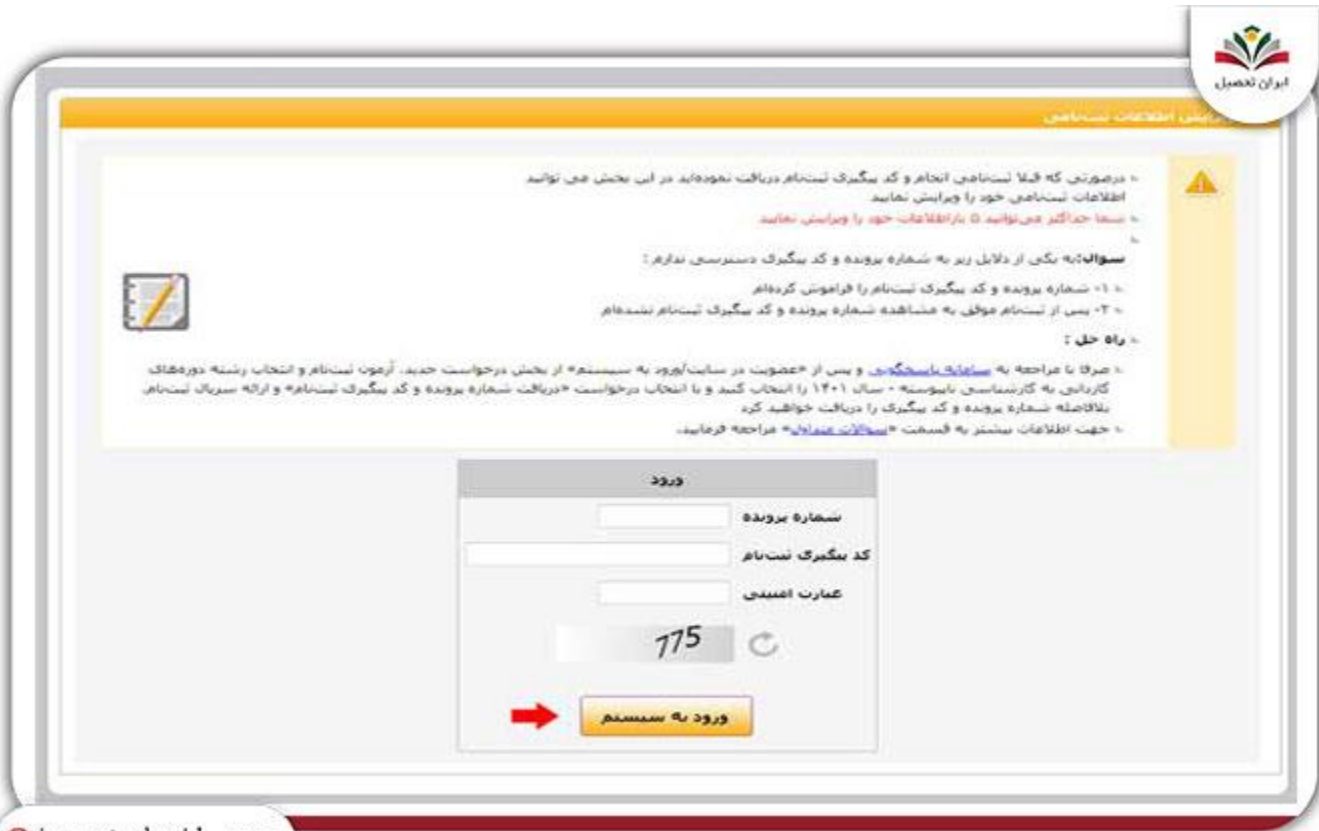 ایران تحصیل
اطلاعات ثبت‌نامی
درصورتی که قبلا ثبت‌نامی انجام و کد پیگیری ثبت‌نام دریافت نموده‌اید در این بخش می توانید
اطلاعات ثبت‌نامی خود را ویرایش نمایید
شما حداکثر می‌توانید ۵ باراطلاعات خود را ویرایش نمایید
سوال:به یکی از دلایل زیر به شماره پرونده و کد پیگیری دسترسی ندارم :
۱- شماره پرونده و کد پیگیری ثبت‌نام را فراموش کرده‌ام
۲- پس از ثبت‌نام موفق به مشاهده شماره پرونده و کد پیگیری ثبت‌نام نشده‌ام
راه حل :
صرفا با مراجعه به سامانه پاسخگویی و پس از «عضویت در سایت/ورود به سیستم» از بخش درخواست جدید، آزمون ثبت‌نام و انتخاب رشته دوره‌های
کاردانی به کارشناسی ناپیوسته - سال ۱۴۰۱ را انتخاب کنید و با انتخاب درخواست «دریافت شماره پرونده و کد پیگیری ثبت‌نام» و ارائه سریال ثبت‌نام،
بلافاصله شماره پرونده و کد پیگیری را دریافت خواهید کرد
جهت اطلاعات بیشتر به قسمت «سوالات متداول» مراجعه فرمایید.
ورود
شماره پرونده
کد پیگیری ثبت‌نام
عبارت امنیتی
775
ورود به سیستم